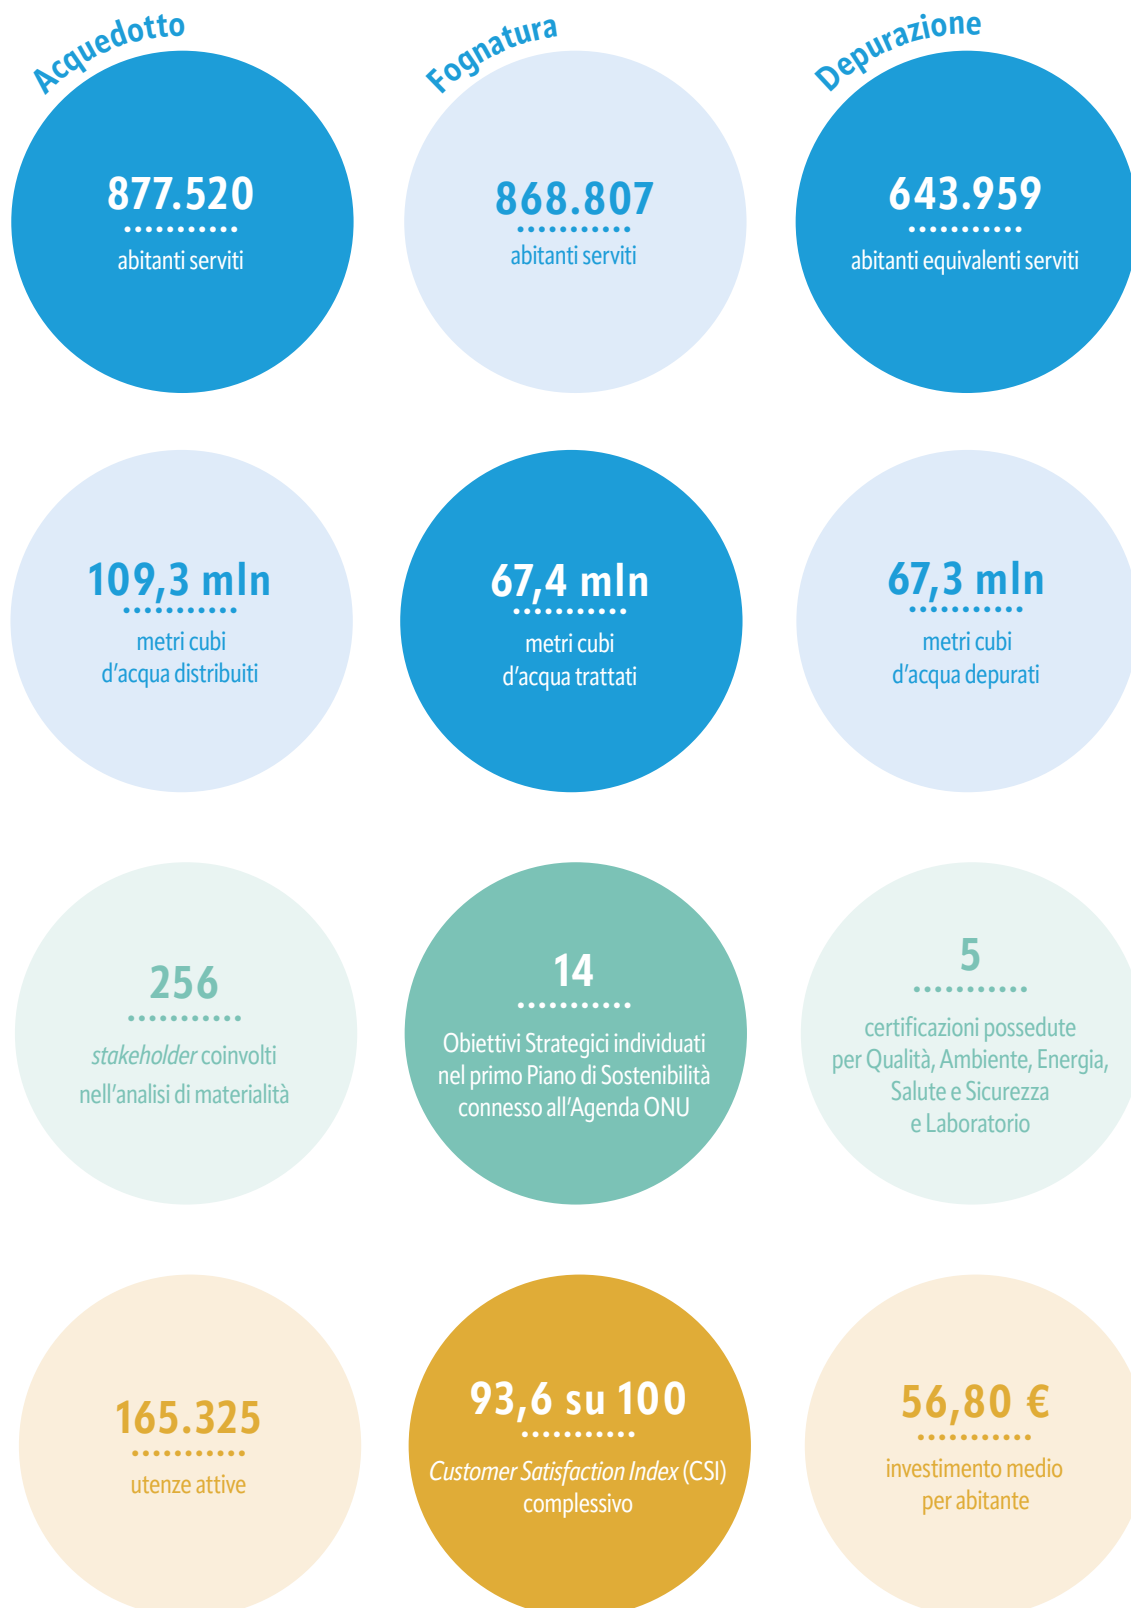 Acquedotto
877.520
abitanti serviti
Fognatura
868.807
abitanti serviti
Depurazione
643.959
abitanti equivalenti serviti
109,3 mln
metri cubi
d'acqua distribuiti
67,4 mln
metri cubi
d'acqua trattati
67,3 mln
metri cubi
d'acqua depurati
256
stakeholder coinvolti
nell'analisi di materialità
14
Obiettivi Strategici individuati
nel primo Piano di Sostenibilità
connesso all'Agenda ONU
5
certificazioni possedute
per Qualità, Ambiente, Energia,
Salute e Sicurezza
e Laboratorio
165.325
utenze attive
93,6 su 100
Customer Satisfaction Index (CSI)
complessivo
56,80 €
investimento medio
per abitante